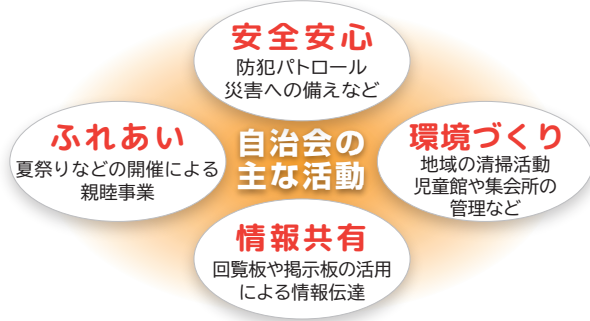 安全安心
防犯パトロール
災害への備えなど
ふれあい
夏祭りなどの開催による
親睦事業
自治会の
主な活動
環境づくり
地域の清掃活動
児童館や集会所の
管理など
情報共有
回覧板や掲示板の活用
による情報伝達